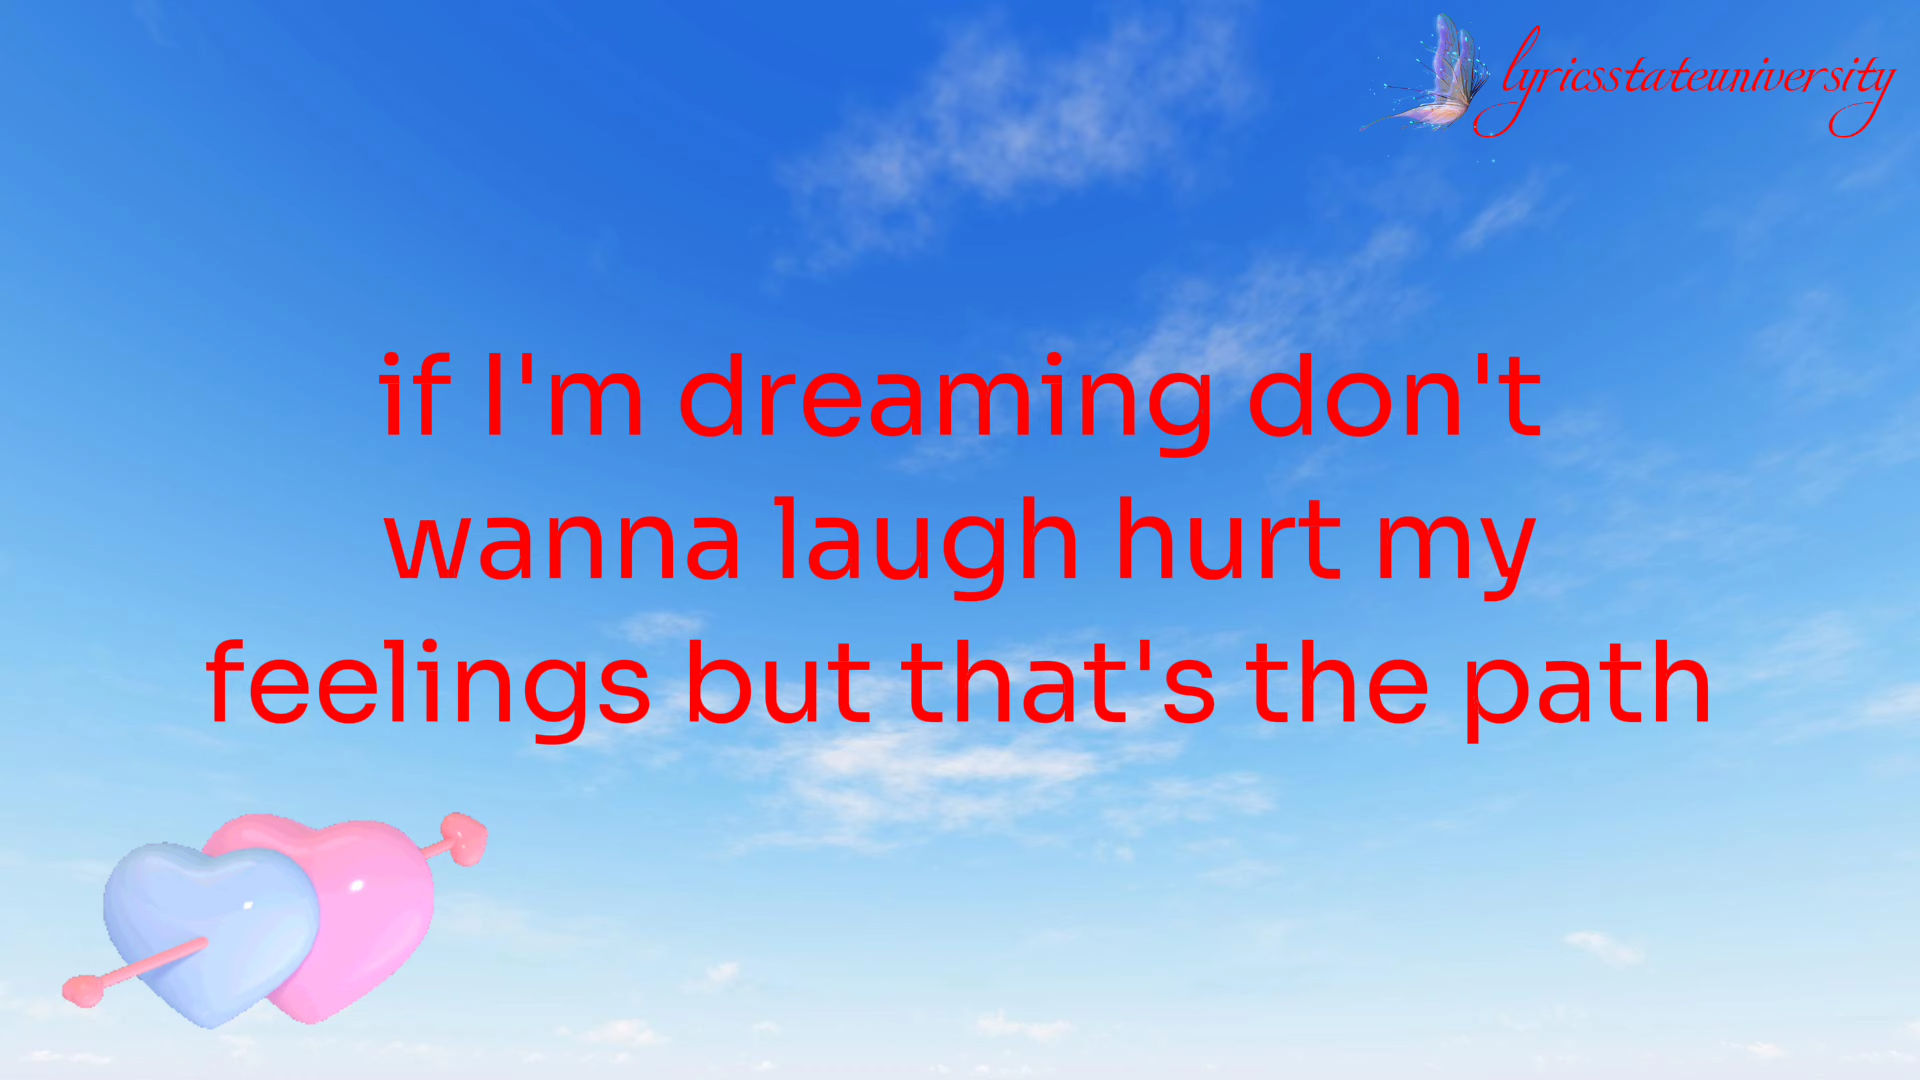 lyricsstateuniversity
if I'm dreaming don't
wanna laugh hurt my
feelings but that's the path